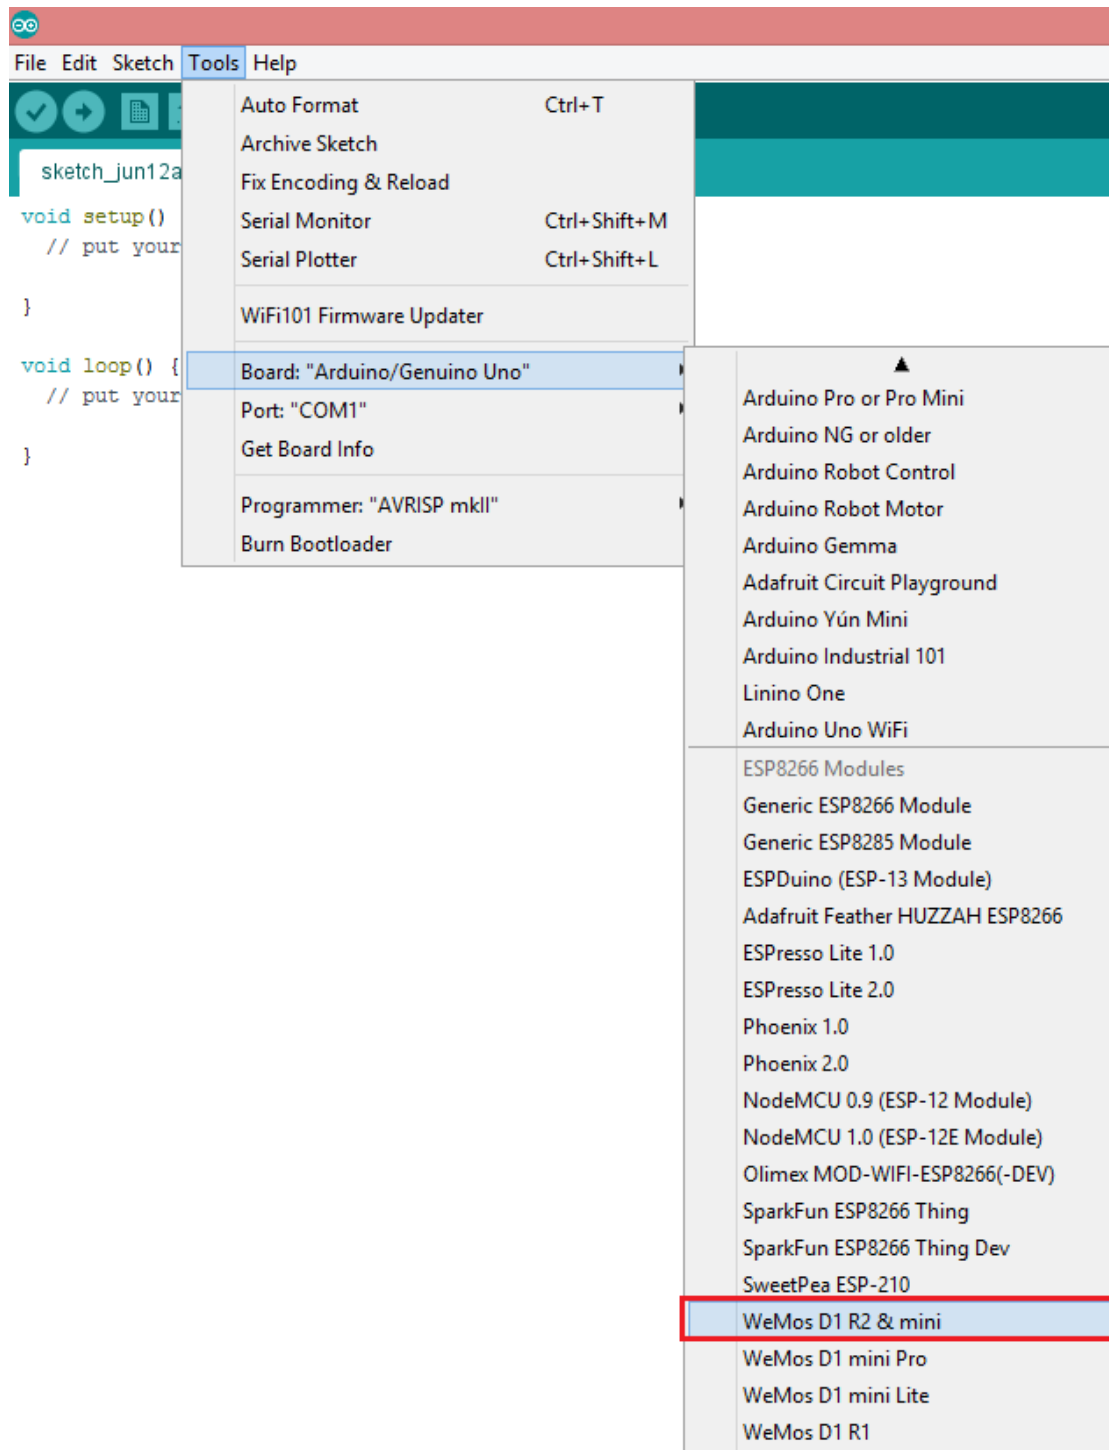 File Edit Sketch Tools Help
sketch_jun12a
void setup()
// put your
}
void loop() {
// put your
}
Auto Format Ctrl+T
Archive Sketch
Fix Encoding & Reload
Serial Monitor Ctrl+Shift+M
Serial Plotter Ctrl+Shift+L
WiFi101 Firmware Updater
Board: "Arduino/Genuino Uno"
Port: "COM1"
Get Board Info
Programmer: "AVRISP mkII"
Burn Bootloader
Arduino Pro or Pro Mini
Arduino NG or older
Arduino Robot Control
Arduino Robot Motor
Arduino Gemma
Adafruit Circuit Playground
Arduino Yún Mini
Arduino Industrial 101
Linino One
Arduino Uno WiFi
ESP8266 Modules
Generic ESP8266 Module
Generic ESP8285 Module
ESPDuino (ESP-13 Module)
Adafruit Feather HUZZAH ESP8266
ESPresso Lite 1.0
ESPresso Lite 2.0
Phoenix 1.0
Phoenix 2.0
NodeMCU 0.9 (ESP-12 Module)
NodeMCU 1.0 (ESP-12E Module)
Olimex MOD-WIFI-ESP8266(-DEV)
SparkFun ESP8266 Thing
SparkFun ESP8266 Thing Dev
SweetPea ESP-210
WeMos D1 R2 & mini
WeMos D1 mini Pro
WeMos D1 mini Lite
WeMos D1 R1